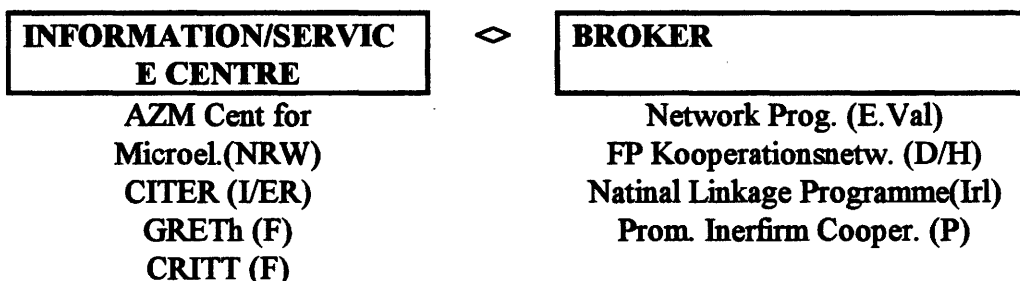 INFORMATION/SERVIC
E CENTRE
<>
BROKER
AZM Cent for
Microel.(NRW)
CITER (I/ER)
GRETh (F)
CRITT (F)
Network Prog. (E.Val)
FP Kooperationsnetw. (D/H)
Natinal Linkage Programme(Irl)
Prom. Inerfirm Cooper. (P)